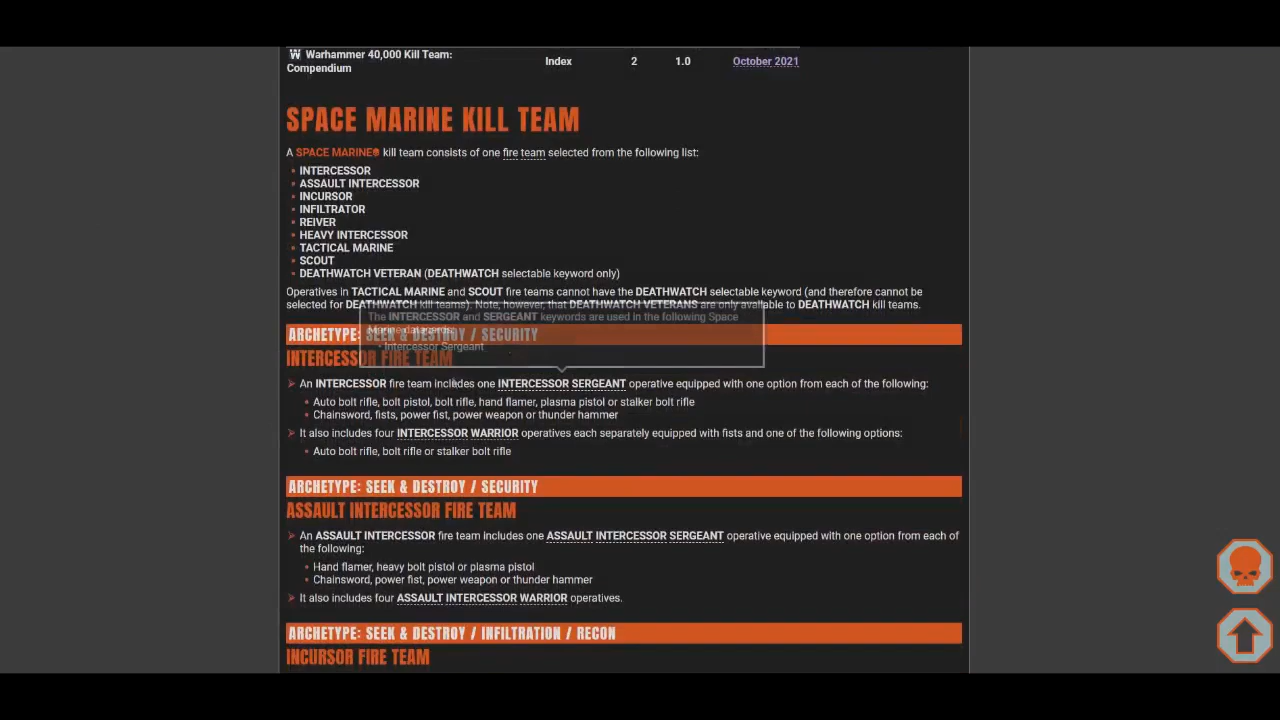 Warhammer 40,000 Kill Team:
Compendium
Index 2 1.0 October 2021
SPACE MARINE KILL TEAM
A SPACE MARINE kill team consists of one fire team selected from the following list:
INTERCESSOR
ASSAULT INTERCESSOR
INCURSOR
INFILTRATOR
REIVER
HEAVY INTERCESSOR
TACTICAL MARINE
SCOUT
DEATHWATCH VETERAN (DEATHWATCH selectable keyword only)
Operatives in TACTICAL MARINE and SCOUT fire teams cannot have the DEATHWATCH selectable keyword (and therefore cannot be
selected for DEATHWATCH kill teams). Note, however, that DEATHWATCH VETERANS are only available to DEATHWATCH kill teams.
The INTERCESSOR and SERGEANT keywords are used in the following Space
Marine datacards:
• Intercessor Sergeant
ARCHETYPE: SEEK & DESTROY / SECURITY
INTERCESSOR FIRE TEAM
An INTERCESSOR fire team includes one INTERCESSOR SERGEANT operative equipped with one option from each of the following:
Auto bolt rifle, bolt pistol, bolt rifle, hand flamer, plasma pistol or stalker bolt rifle
Chainsword, fists, power fist, power weapon or thunder hammer
It also includes four INTERCESSOR WARRIOR operatives each separately equipped with fists and one of the following options:
Auto bolt rifle, bolt rifle or stalker bolt rifle
ARCHETYPE: SEEK & DESTROY / SECURITY
ASSAULT INTERCESSOR FIRE TEAM
An ASSAULT INTERCESSOR fire team includes one ASSAULT INTERCESSOR SERGEANT operative equipped with one option from each of
the following:
Hand flamer, heavy bolt pistol or plasma pistol
Chainsword, power fist, power weapon or thunder hammer
It also includes four ASSAULT INTERCESSOR WARRIOR operatives.
ARCHETYPE: SEEK & DESTROY / INFILTRATION / RECON
INCURSOR FIRE TEAM